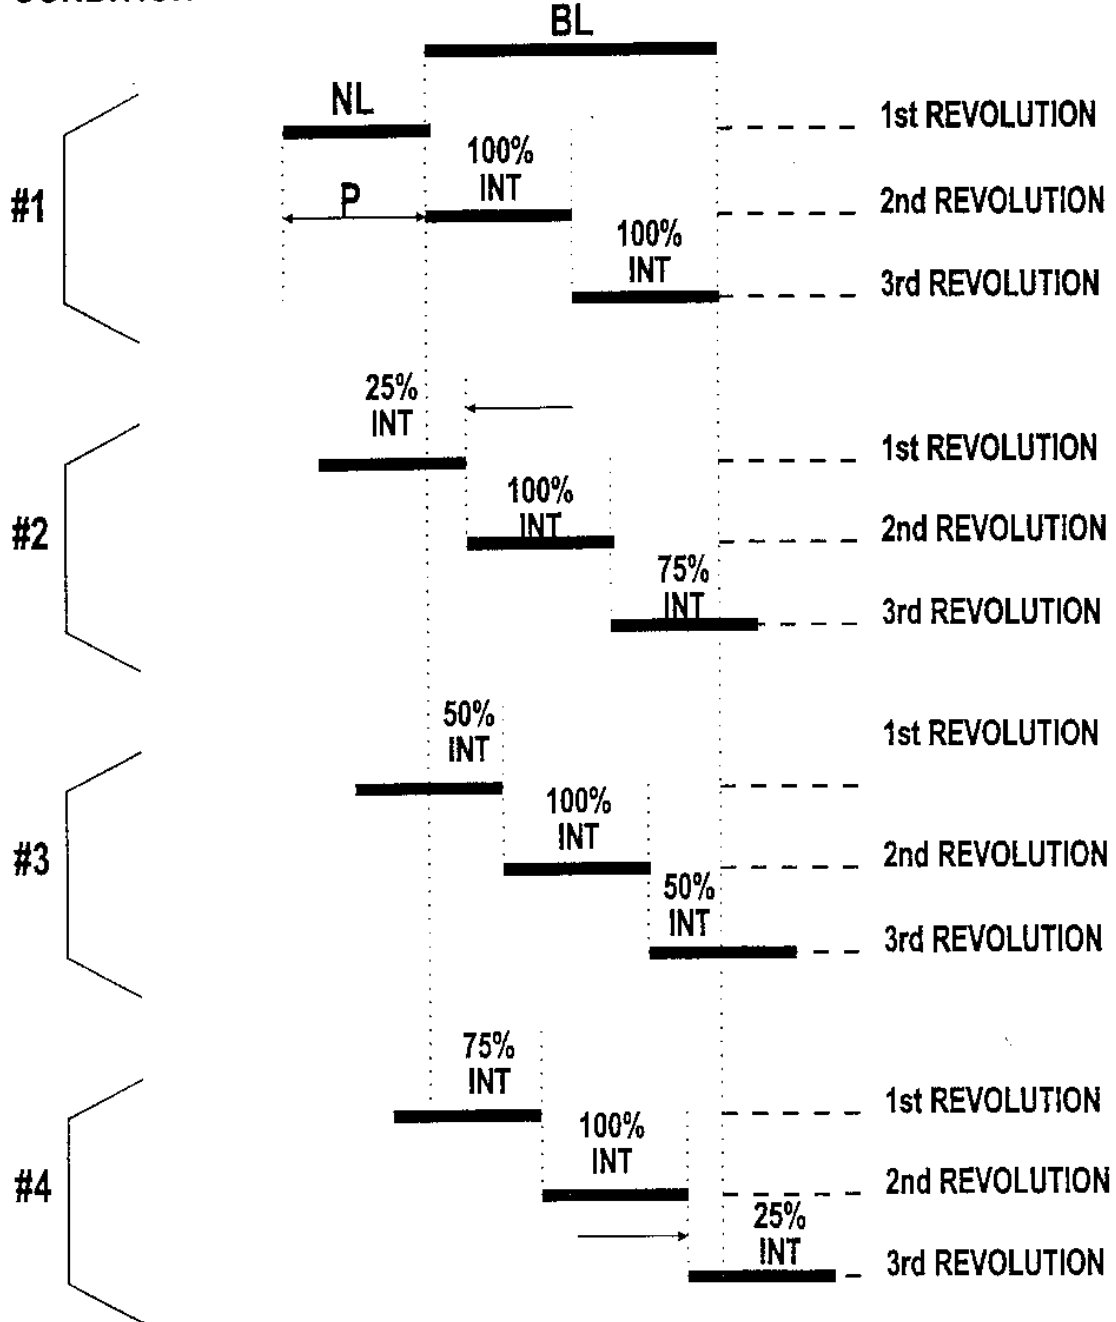 BL
NL
1st REVOLUTION
100%
INT
#1
P
2nd REVOLUTION
100%
INT
3rd REVOLUTION
25%
INT
1st REVOLUTION
100%
INT
#2
2nd REVOLUTION
75%
INT
3rd REVOLUTION
50%
INT
1st REVOLUTION
100%
INT
#3
2nd REVOLUTION
50%
INT
3rd REVOLUTION
75%
INT
1st REVOLUTION
100%
INT
#4
2nd REVOLUTION
25%
INT
3rd REVOLUTION